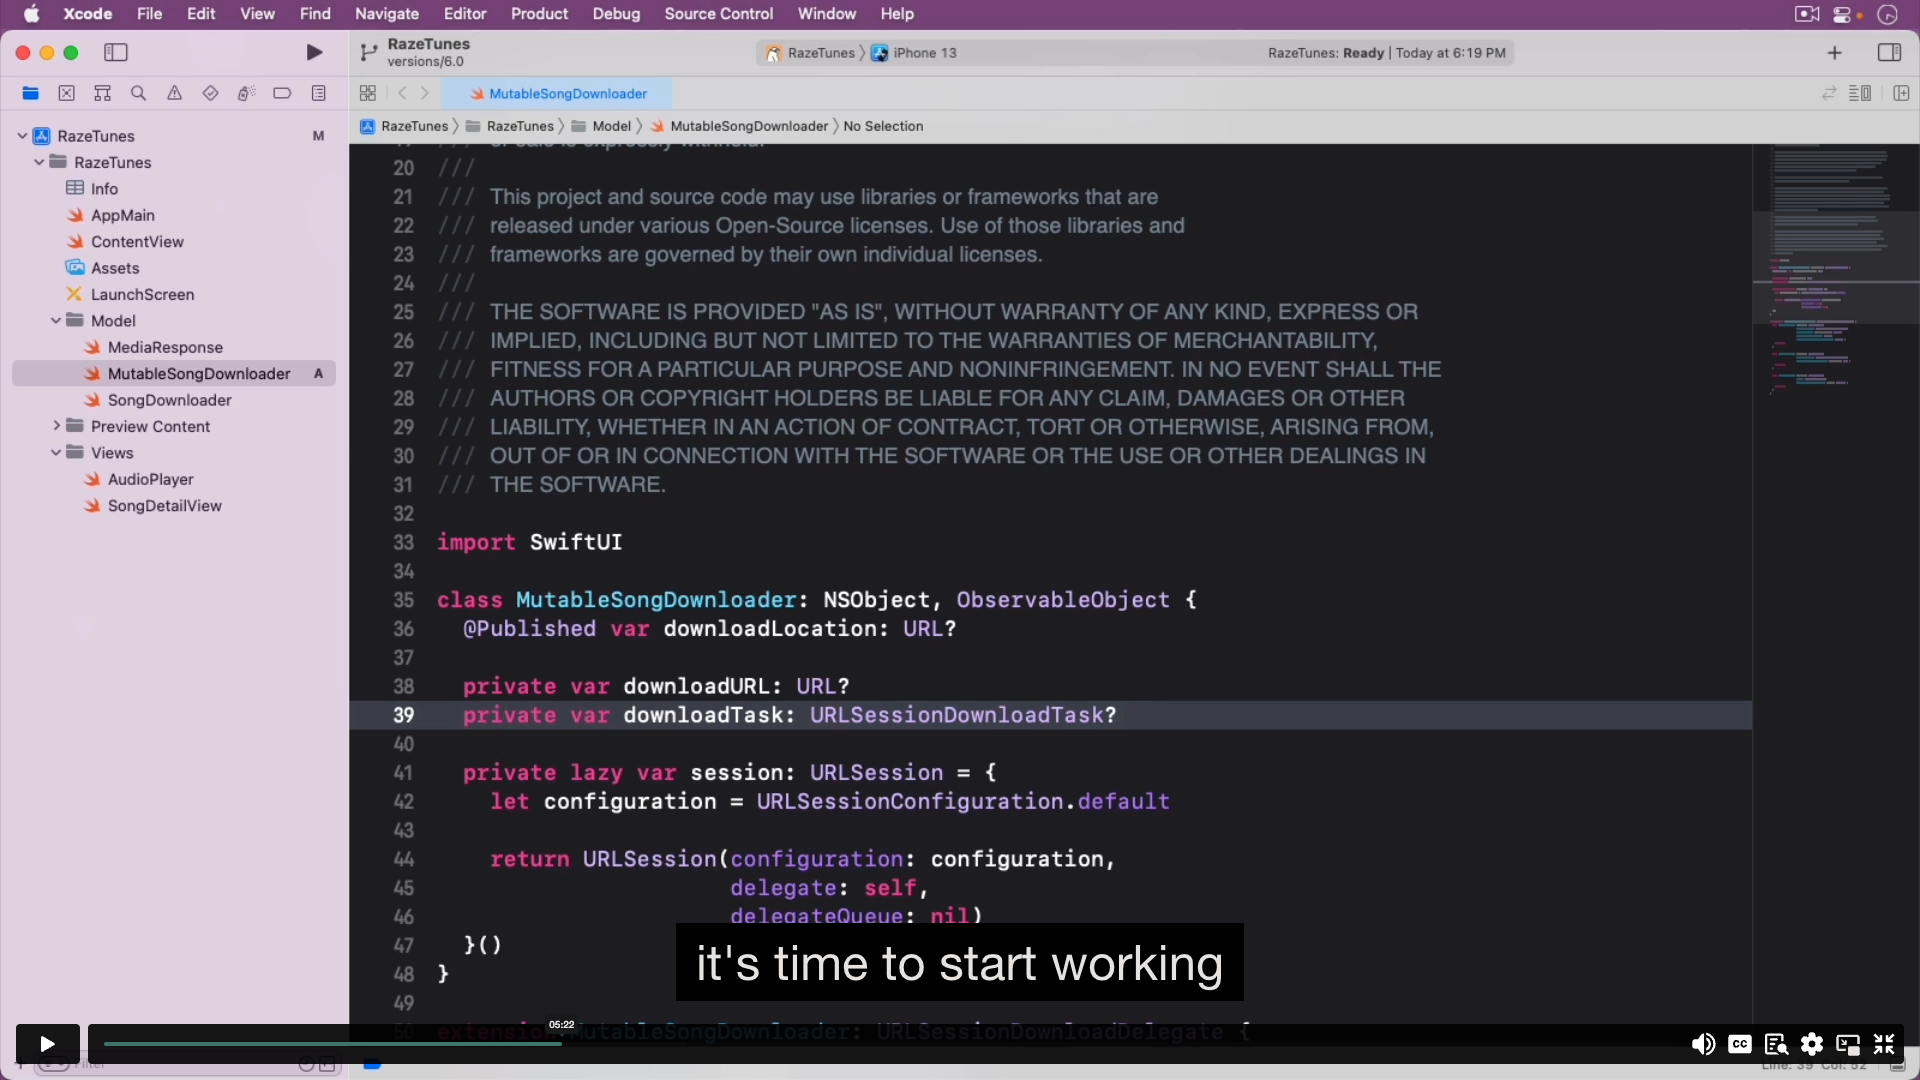 Xcode File Edit View Find Navigate Editor Product Debug Source Control Window Help
RazeTunes
versions/6.0
RazeTunes iPhone 13
RazeTunes: Ready | Today at 6:19 PM
MutableSongDownloader
RazeTunes RazeTunes Model MutableSongDownloader No Selection
RazeTunes M
RazeTunes
Info
AppMain
ContentView
Assets
LaunchScreen
Model
MediaResponse
MutableSongDownloader A
SongDownloader
Preview Content
Views
AudioPlayer
SongDetailView
20 ///
21 /// This project and source code may use libraries or frameworks that are
22 /// released under various Open-Source licenses. Use of those libraries and
23 /// frameworks are governed by their own individual licenses.
24 ///
25 /// THE SOFTWARE IS PROVIDED "AS IS", WITHOUT WARRANTY OF ANY KIND, EXPRESS OR
26 /// IMPLIED, INCLUDING BUT NOT LIMITED TO THE WARRANTIES OF MERCHANTABILITY,
27 /// FITNESS FOR A PARTICULAR PURPOSE AND NONINFRINGEMENT. IN NO EVENT SHALL THE
28 /// AUTHORS OR COPYRIGHT HOLDERS BE LIABLE FOR ANY CLAIM, DAMAGES OR OTHER
29 /// LIABILITY, WHETHER IN AN ACTION OF CONTRACT, TORT OR OTHERWISE, ARISING FROM,
30 /// OUT OF OR IN CONNECTION WITH THE SOFTWARE OR THE USE OR OTHER DEALINGS IN
31 /// THE SOFTWARE.
32
33 import SwiftUI
34
35 class MutableSongDownloader: NSObject, ObservableObject {
36 @Published var downloadLocation: URL?
37
38 private var downloadURL: URL?
39 private var downloadTask: URLSessionDownloadTask?
40
41 private lazy var session: URLSession = {
42 let configuration = URLSessionConfiguration.default
43
44 return URLSession(configuration: configuration,
45 delegate: self,
46 delegateQueue: nil)
47 }()
48 }
49
50 extension MutableSongDownloader: URLSessionDownloadDelegate {
it's time to start working
05:22
CC
Filter
Line: 39 Col: 52